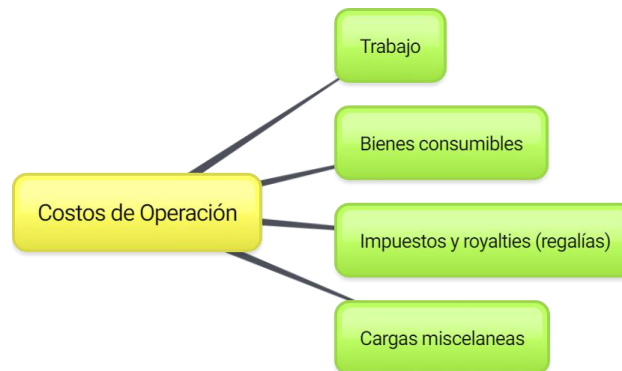 Trabajo
Bienes consumibles
Costos de Operación
Impuestos y royalties (regalías)
Cargas miscelaneas